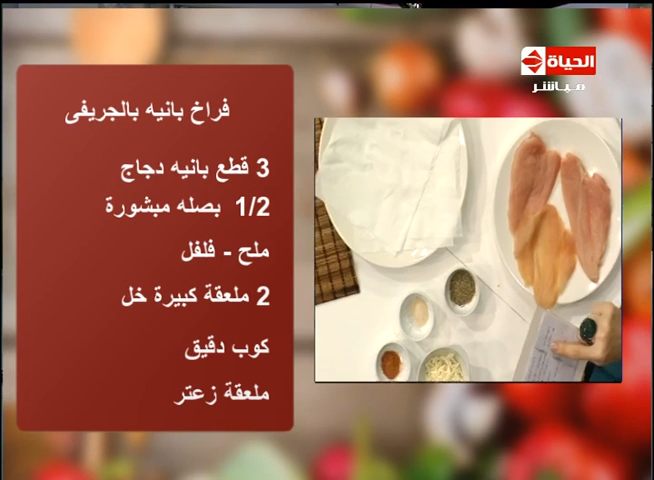 الحياة
مباشر
فراخ بانيه بالجريفى
3 قطع بانيه دجاج
1/2 بصله مبشورة
ملح - فلفل
2 ملعقة كبيرة خل
كوب دقيق
ملعقة زعتر